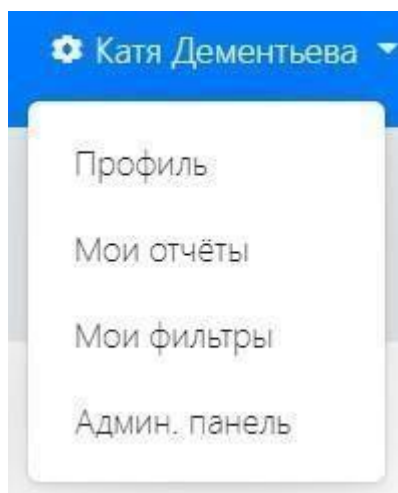 Катя Дементьева
Профиль
Мои отчёты
Мои фильтры
Админ. панель